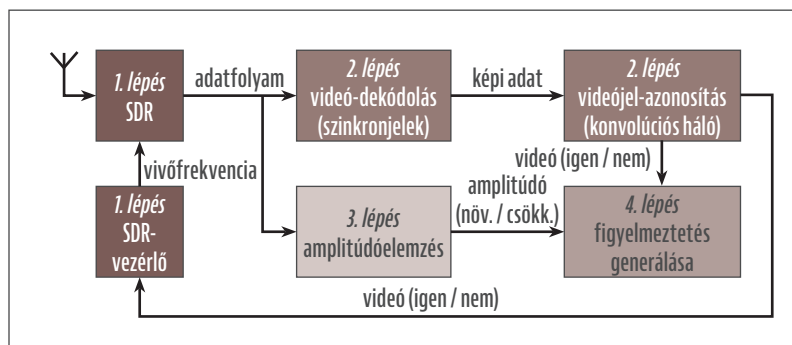 1. lépés
SDR
adatfolyam
2. lépés
videó-dekódolás
(szinkronjelek)
képi adat
2. lépés
videójel-azonosítás
(konvolúciós háló)
vivőfrekvencia
videó (igen / nem)
1. lépés
SDR-
vezérlő
3. lépés
amplitúdóelemzés
amplitúdó
(növ. / csökk.)
4. lépés
figyelmeztetés
generálása
videó (igen / nem)